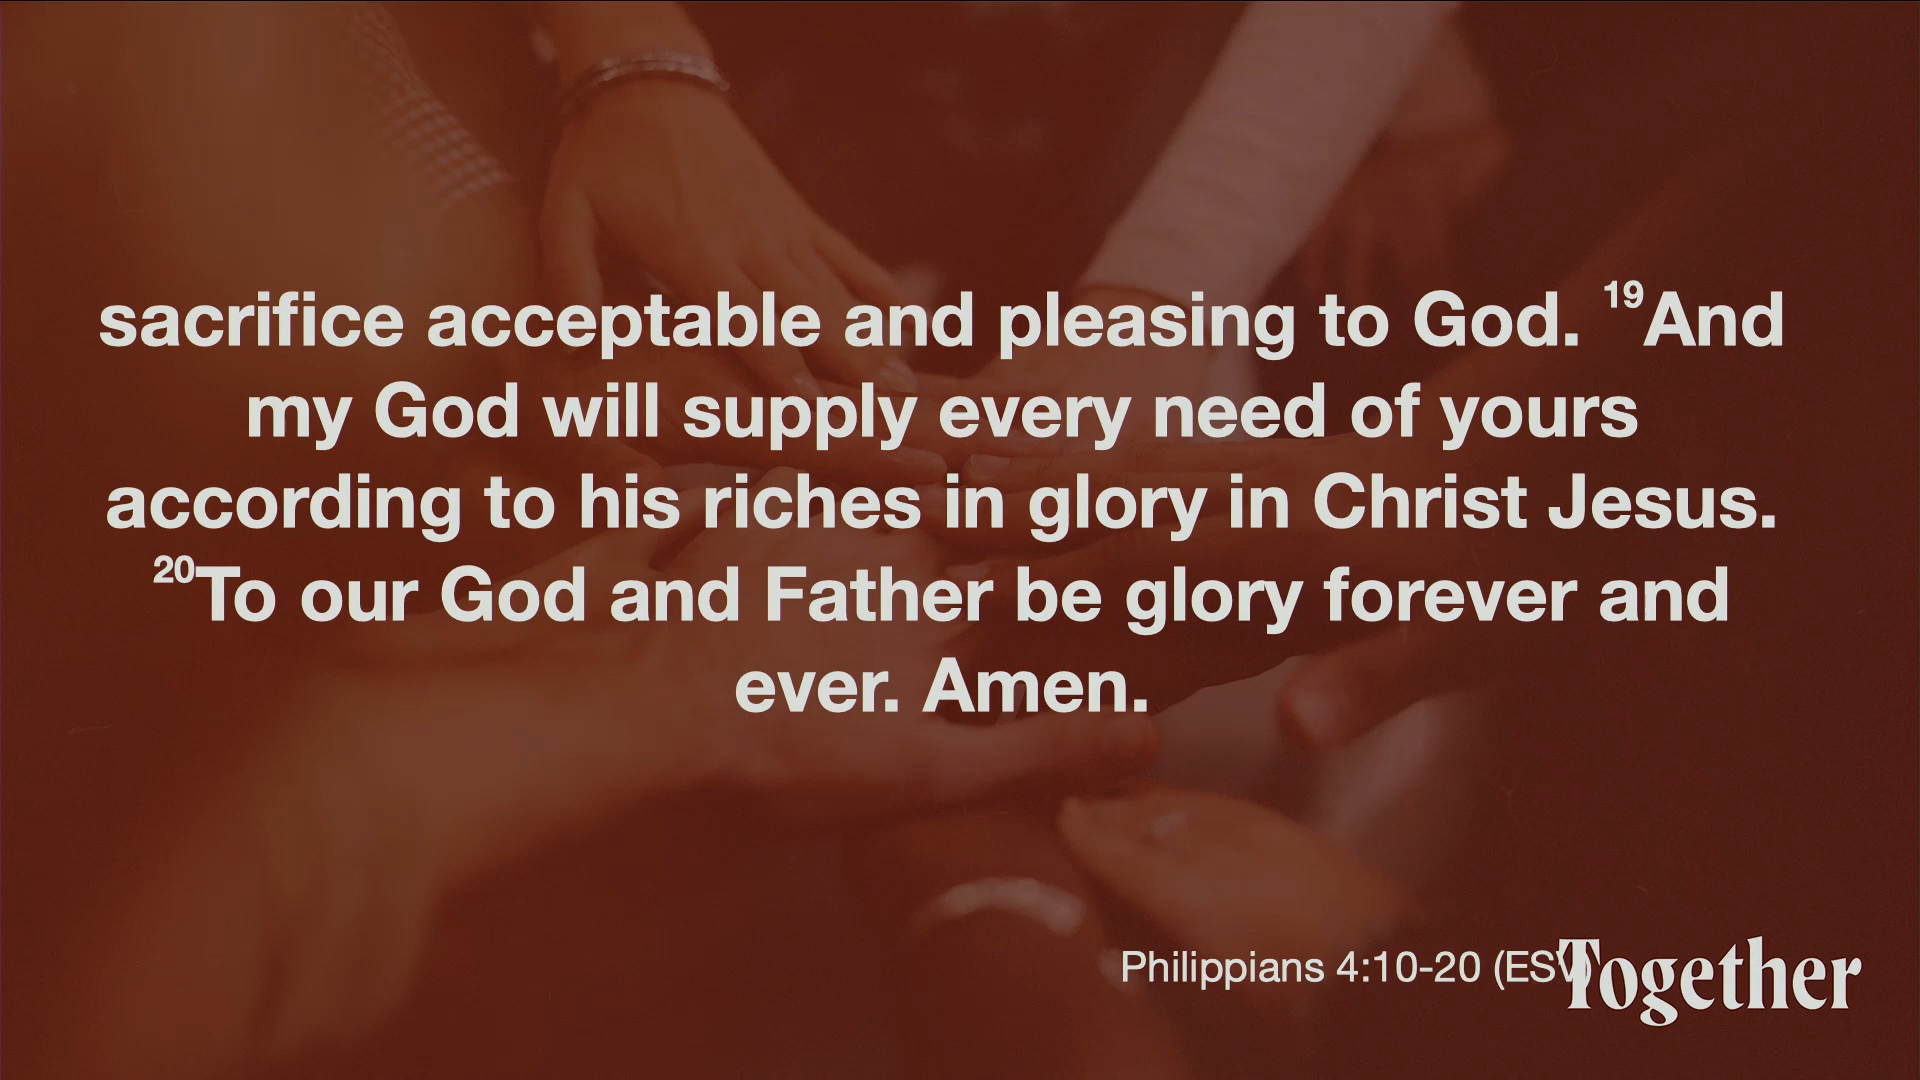 sacrifice acceptable and pleasing to God. 19And
my God will supply every need of yours
according to his riches in glory in Christ Jesus.
20To our God and Father be glory forever and
ever. Amen.
Philippians 4:10-20 (ESV)
Together